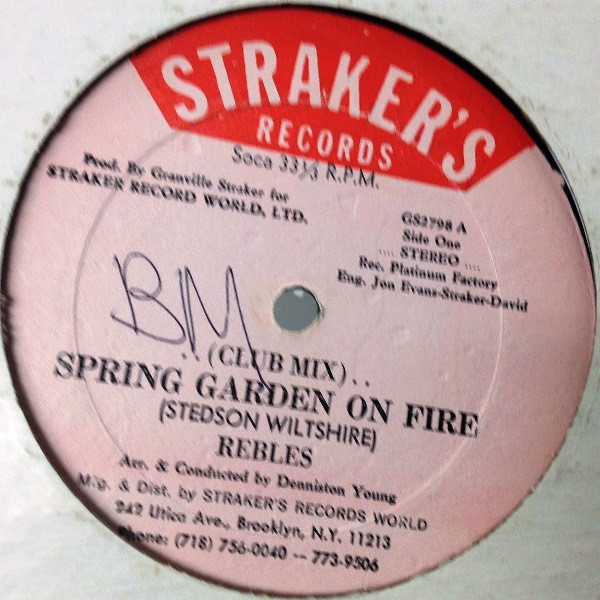 STRAKER'S
RECORDS
Soca 33⅓ R.P.M.
Prod. By Granville Straker for
STRAKER RECORD WORLD, LTD.
GS2798 A
Side One
.... STEREO ....
Rec. Platinum Factory
Eng. Jon Evans-Straker-David
BM
..(CLUB MIX)..
SPRING GARDEN ON FIRE
(STEDSON WILTSHIRE)
REBLES
Arr. & Conducted by Denniston Young
M'g. & Dist. by STRAKER'S RECORDS WORLD
242 Utica Ave., Brooklyn, N.Y. 11213
Phone: (718) 756-0040 -- 773-9506